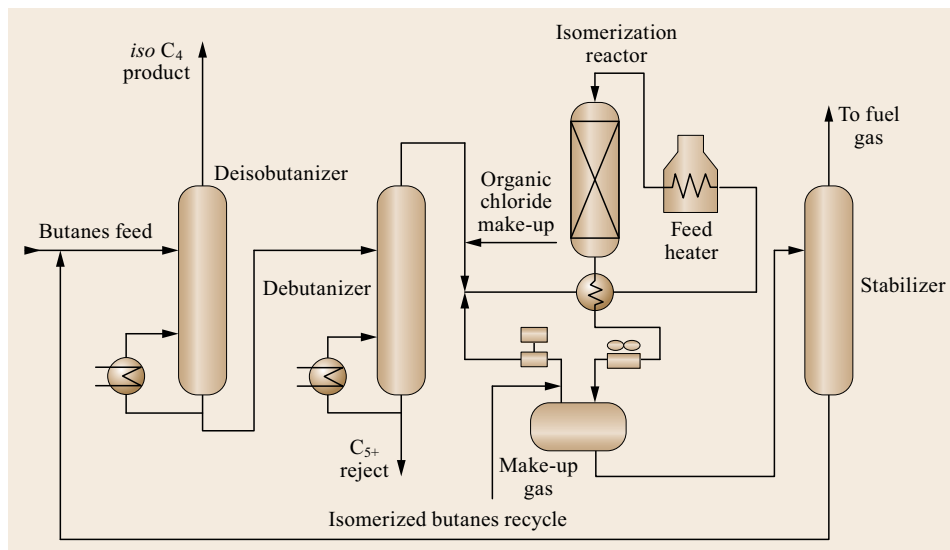 Isomerization
reactor
iso C4
product
To fuel
gas
Deisobutanizer
Organic
chloride
make-up
Feed
heater
Butanes feed
Debutanizer
Stabilizer
C5+
reject
Make-up
gas
Isomerized butanes recycle